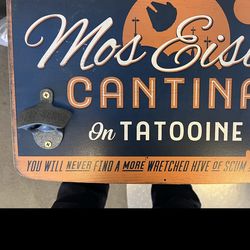 Mos Eis
CANTINA
On TATOOINE
YOU WILL NEVER FIND A MORE WRETCHED HIVE OF SCUM